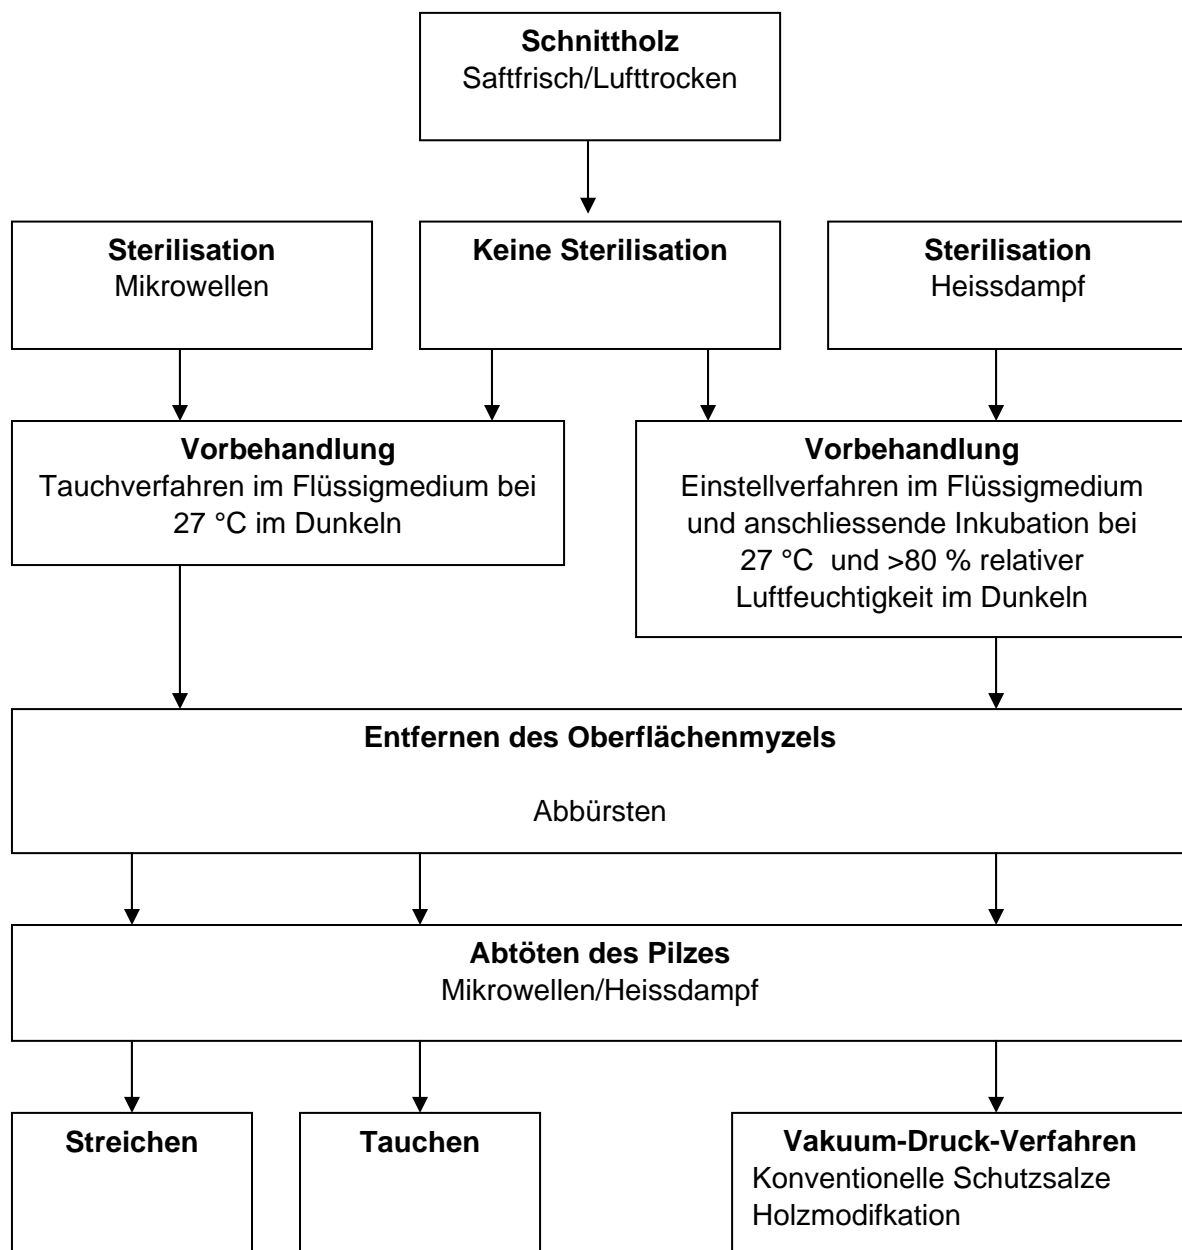 Schnittholz
Saftfrisch/Lufttrocken
Sterilisation
Mikrowellen
Keine Sterilisation
Sterilisation
Heissdampf
Vorbehandlung
Tauchverfahren im Flüssigmedium bei
27 °C im Dunkeln
Vorbehandlung
Einstellverfahren im Flüssigmedium
und anschliessende Inkubation bei
27 °C und >80 % relativer
Luftfeuchtigkeit im Dunkeln
Entfernen des Oberflächenmyzels
Abbürsten
Abtöten des Pilzes
Mikrowellen/Heissdampf
Streichen
Tauchen
Vakuum-Druck-Verfahren
Konventionelle Schutzsalze
Holzmodifkation